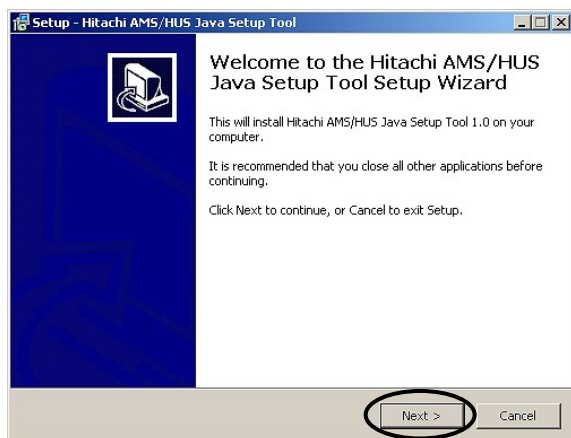 Setup - Hitachi AMS/HUS Java Setup Tool
Welcome to the Hitachi AMS/HUS
Java Setup Tool Setup Wizard
This will install Hitachi AMS/HUS Java Setup Tool 1.0 on your
computer.
It is recommended that you close all other applications before
continuing.
Click Next to continue, or Cancel to exit Setup.
Next >
Cancel